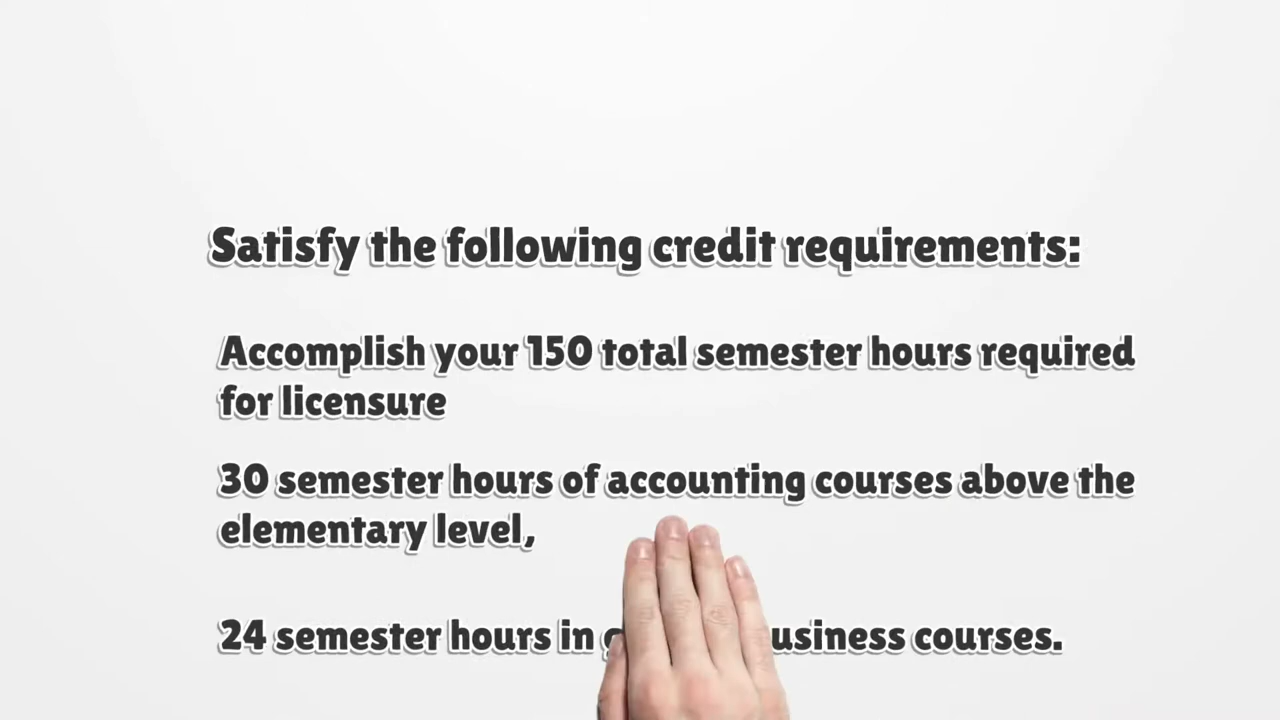 Satisfy the following credit requirements:
Accomplish your 150 total semester hours required
for licensure
30 semester hours of accounting courses above the
elementary level,
24 semester hours in courses.